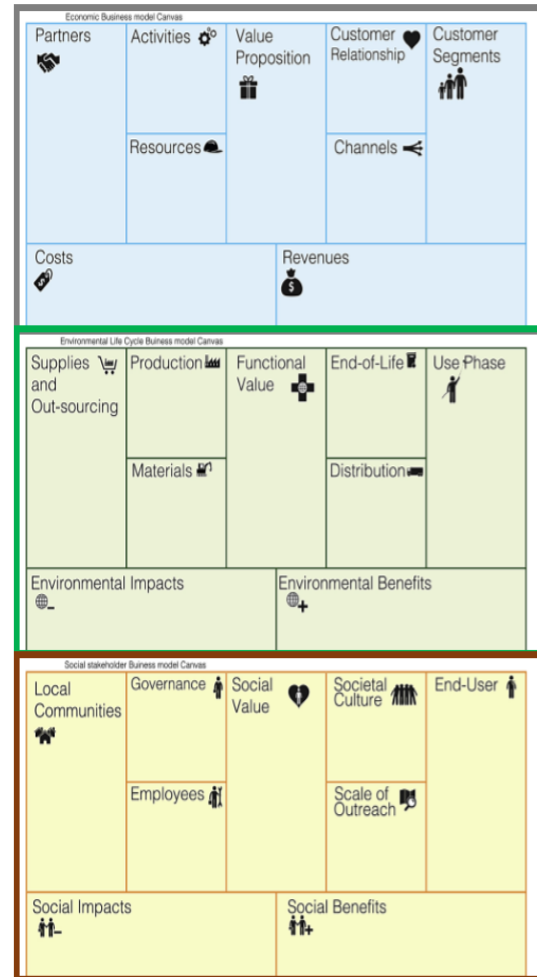 Economic Business model Canvas
Partners
Activities
Value
Proposition
Customer
Relationship
Customer
Segments
Resources
Channels
Costs
Revenues
Environmental Life Cycle Buiness model Canvas
Supplies
and
Out-sourcing
Production
Functional
Value
End-of-Life
Use Phase
Materials
Distribution
Environmental Impacts
Environmental Benefits
Social stakeholder Buiness model Canvas
Local
Communities
Governance
Social
Value
Societal
Culture
End-User
Employees
Scale of
Outreach
Social Impacts
Social Benefits